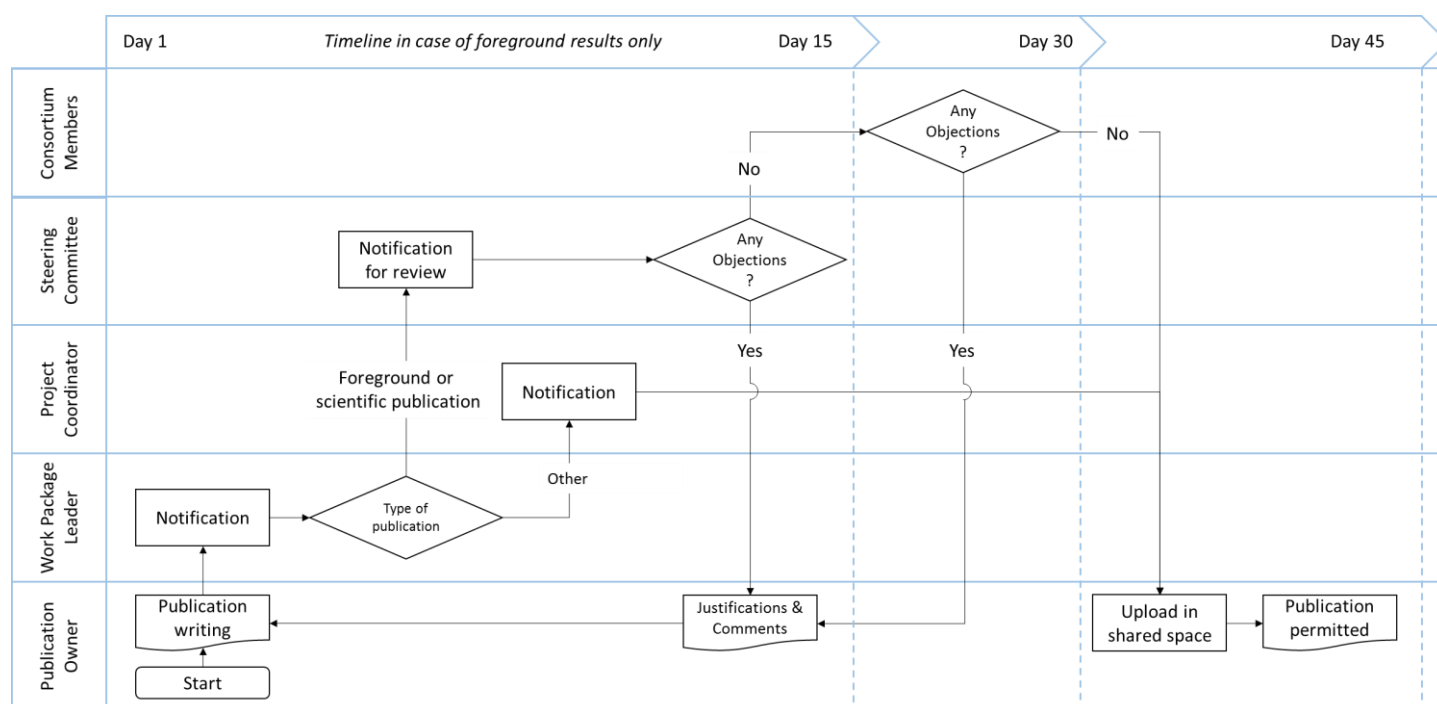 Day 1
Timeline in case of foreground results only
Day 15
Day 30
Day 45
Consortium
Members
Any
Objections
?
No
No
Steering
Committee
Notification
for review
Any
Objections
?
Project
Coordinator
Foreground or
scientific publication
Notification
Yes
Yes
Work Package
Leader
Notification
Type of
publication
Other
Publication
Owner
Publication
writing
Start
Justifications &
Comments
Upload in
shared space
Publication
permitted